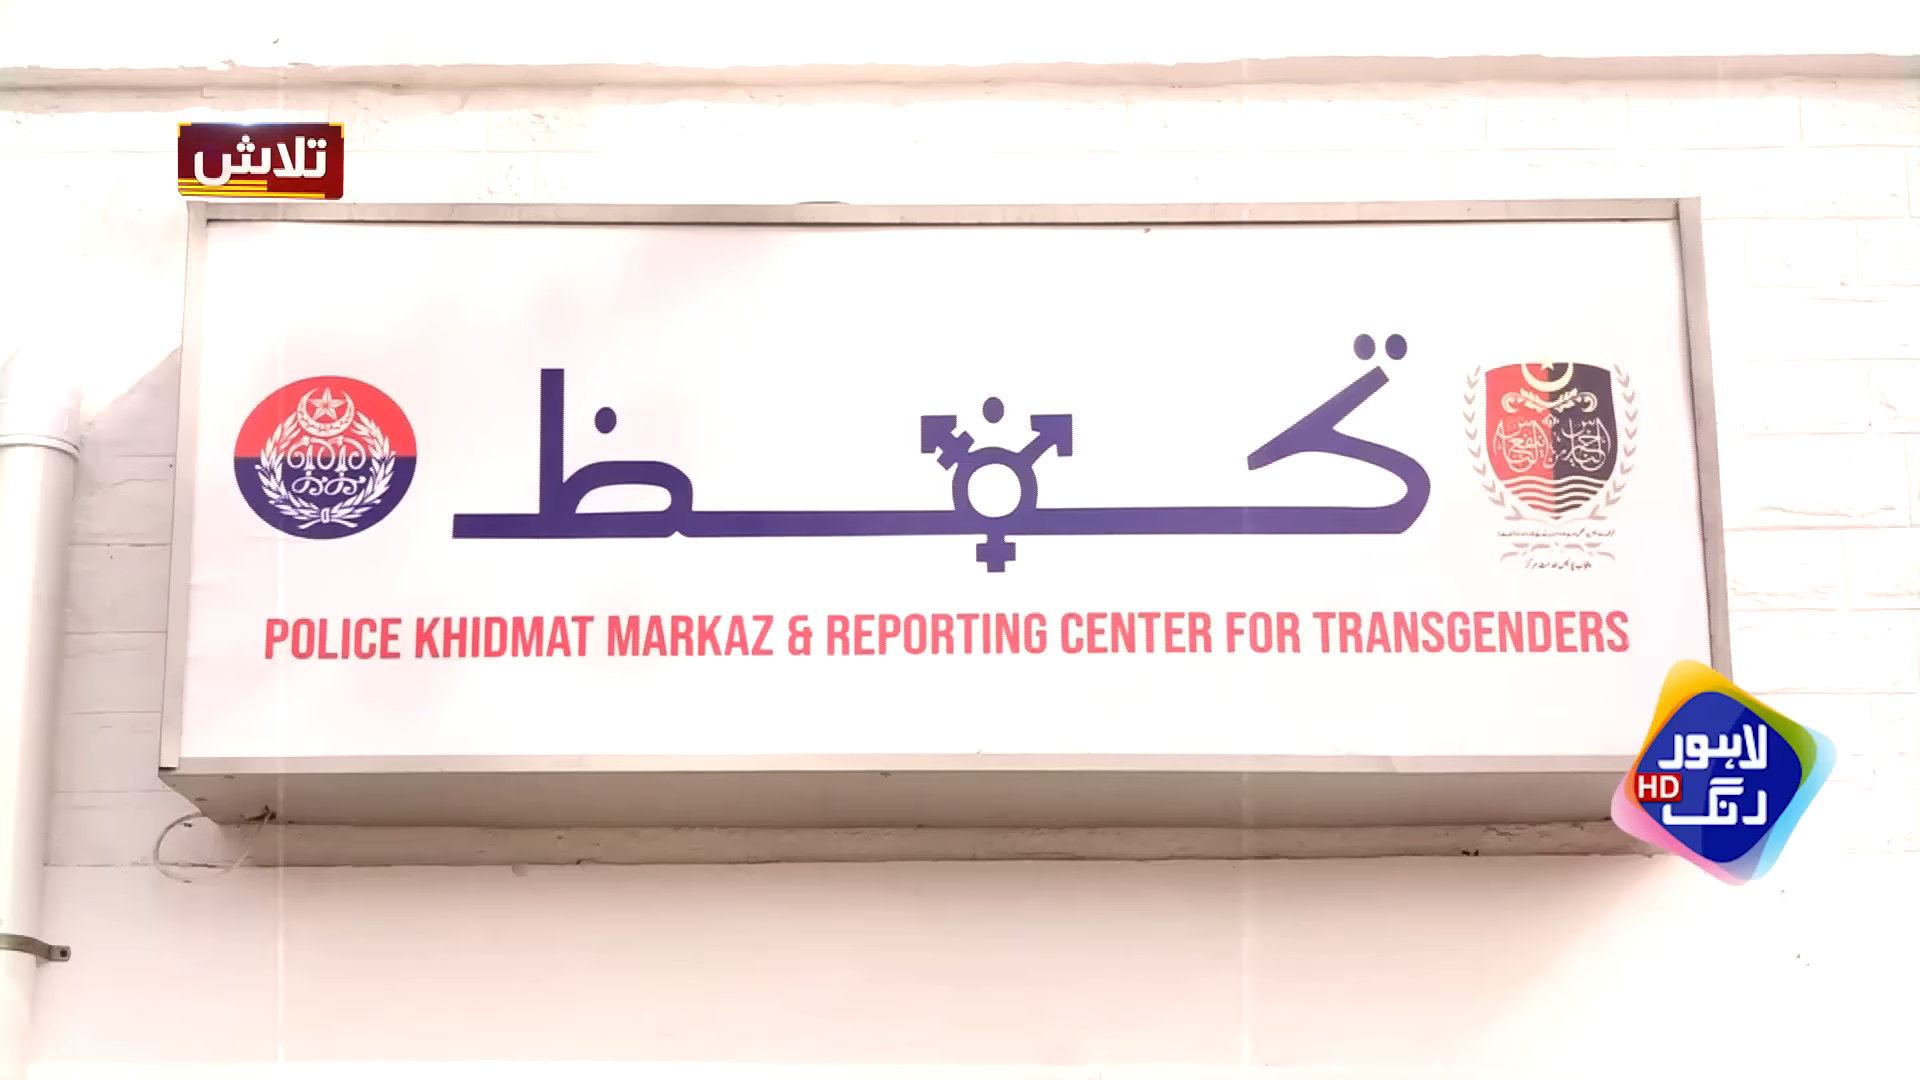 تلاش
تحفظ
POLICE KHIDMAT MARKAZ & REPORTING CENTER FOR TRANSGENDERS
لاہور
HD
رنگ